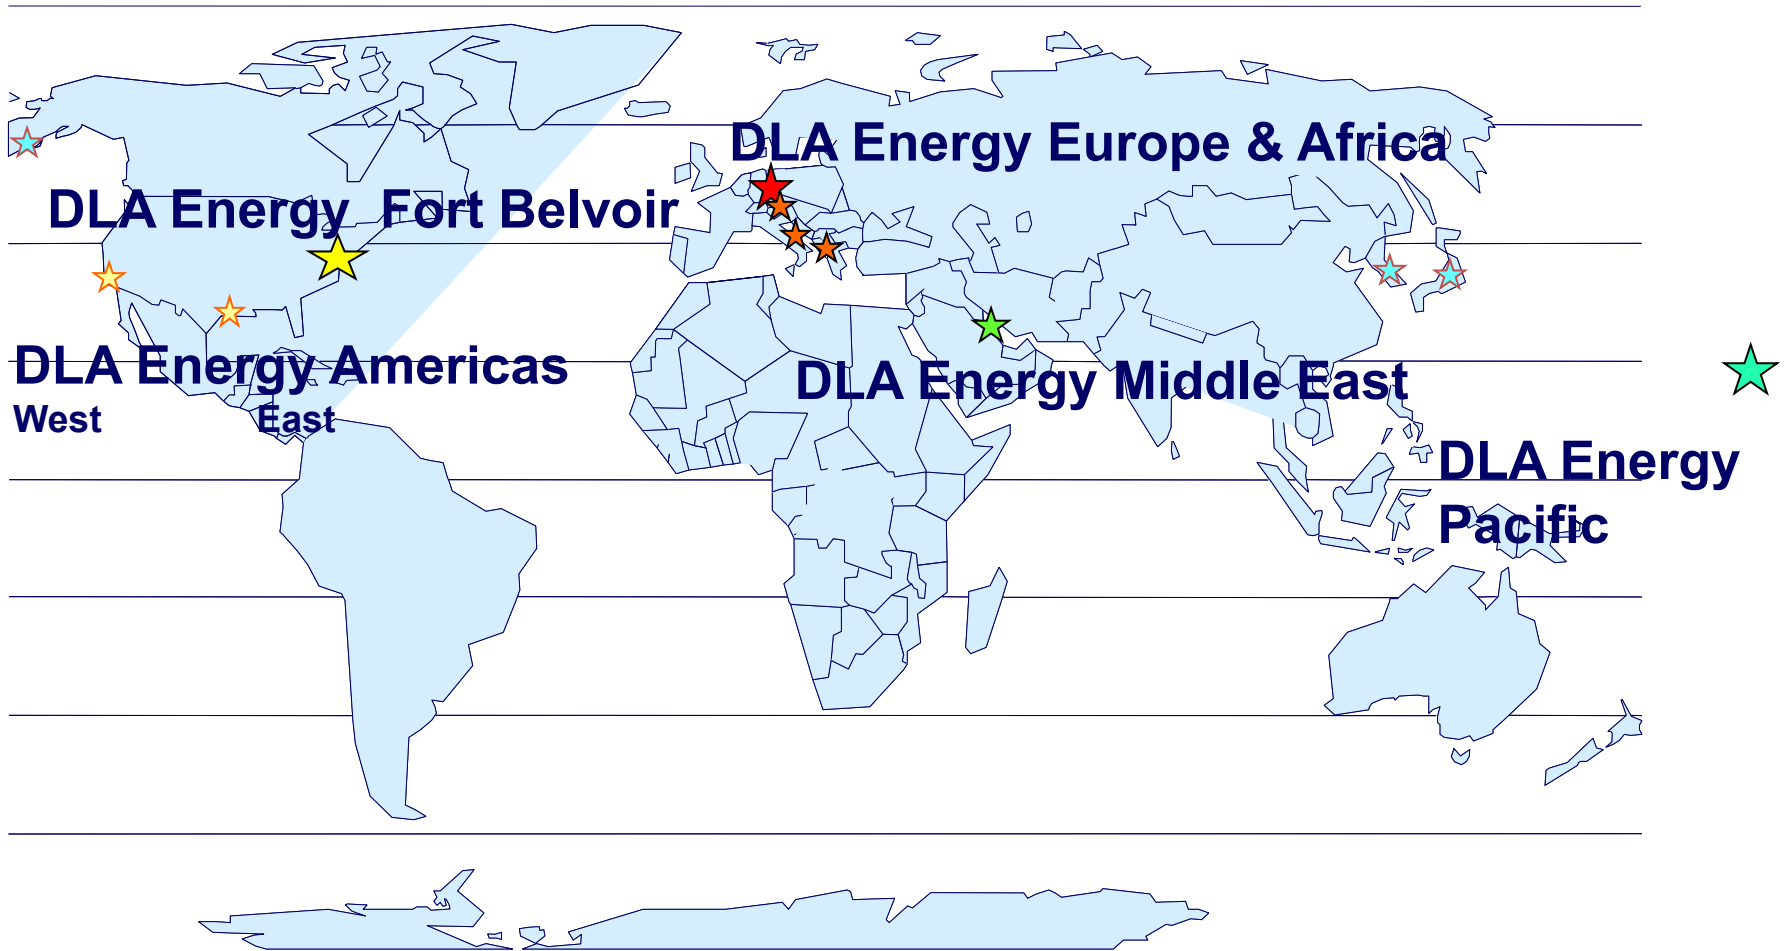 DLA Energy Europe & Africa
DLA Energy Fort Belvoir
DLA Energy Americas
West East
DLA Energy Middle East
DLA Energy
Pacific